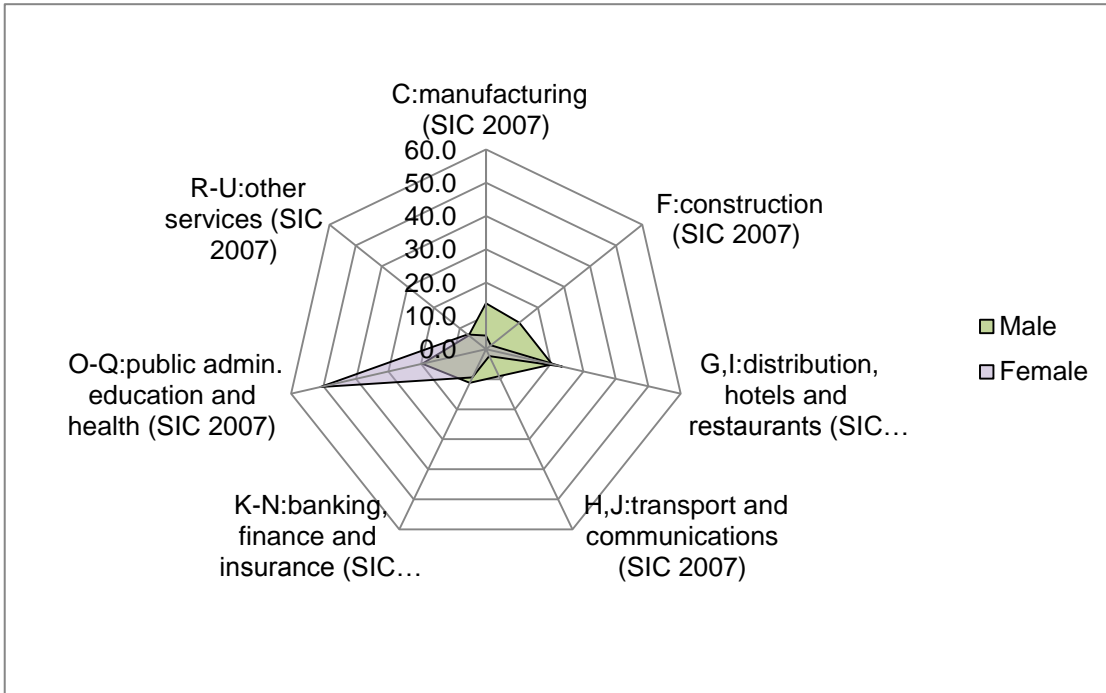 C:manufacturing
(SIC 2007)
60.0
50.0
40.0
30.0
20.0
10.0
0.0
F:construction
(SIC 2007)
G,I:distribution,
hotels and
restaurants (SIC…
H,J:transport and
communications
(SIC 2007)
K-N:banking,
finance and
insurance (SIC…
O-Q:public admin.
education and
health (SIC 2007)
R-U:other
services (SIC
2007)
Male
Female